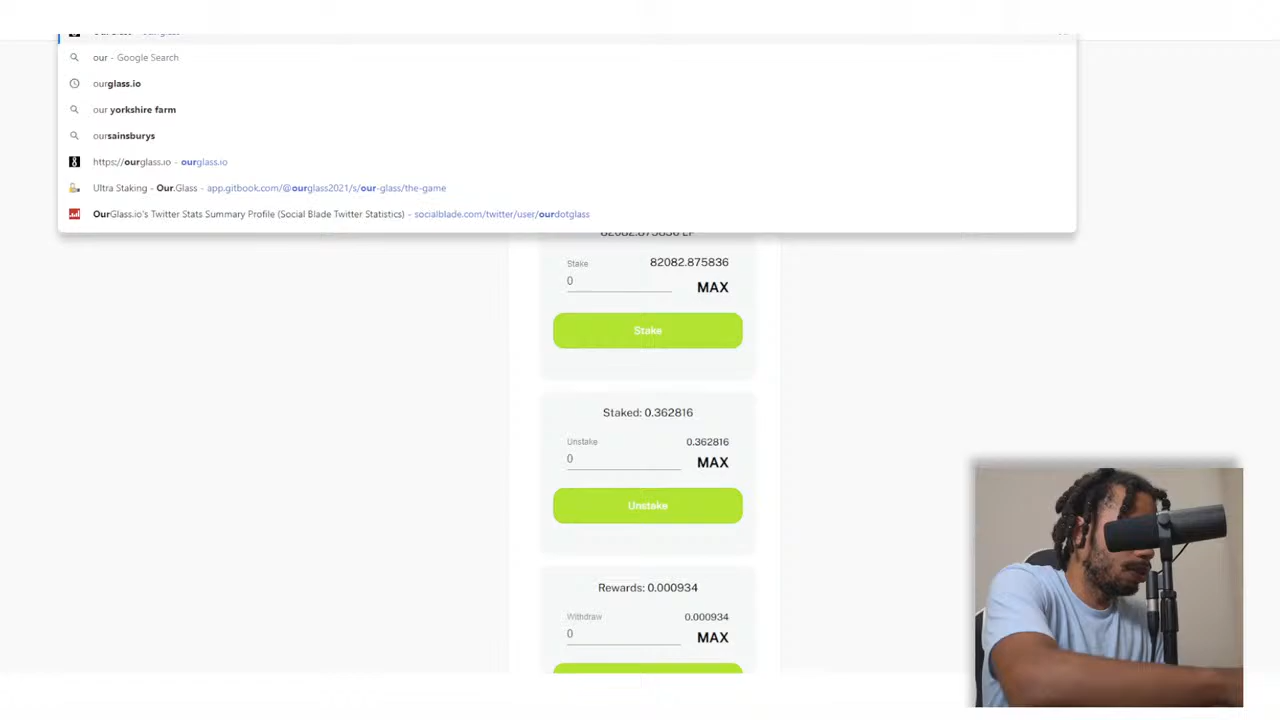 our - Google Search
ourglass.io
our yorkshire farm
oursainsburys
https://ourglass.io - ourglass.io
Ultra Staking - Our.Glass - app.gitbook.com/@ourglass2021/s/our-glass/the-game
OurGlass.io's Twitter Stats Summary Profile (Social Blade Twitter Statistics) - socialblade.com/twitter/user/ourdotglass
82082.875836 LP
Stake 82082.875836
0 MAX
Stake
Staked: 0.362816
Unstake 0.362816
0 MAX
Unstake
Rewards: 0.000934
Withdraw 0.000934
0 MAX